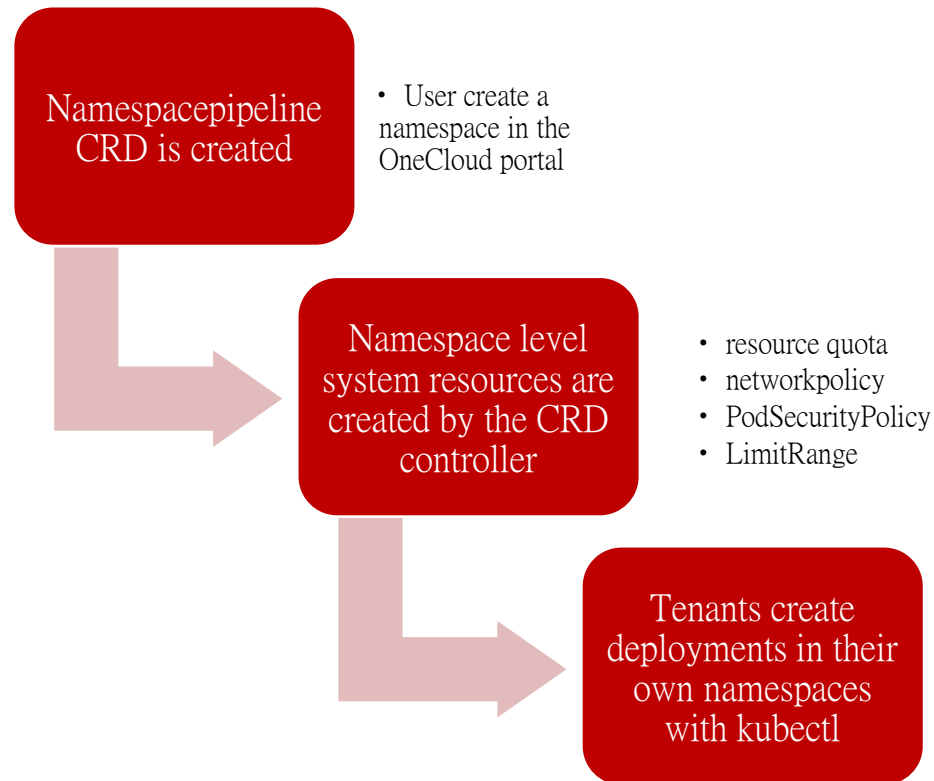 Namespacepipeline
CRD is created
• User create a
namespace in the
OneCloud portal
Namespace level
system resources are
created by the CRD
controller
• resource quota
• networkpolicy
• PodSecurityPolicy
• LimitRange
Tenants create
deployments in their
own namespaces
with kubectl